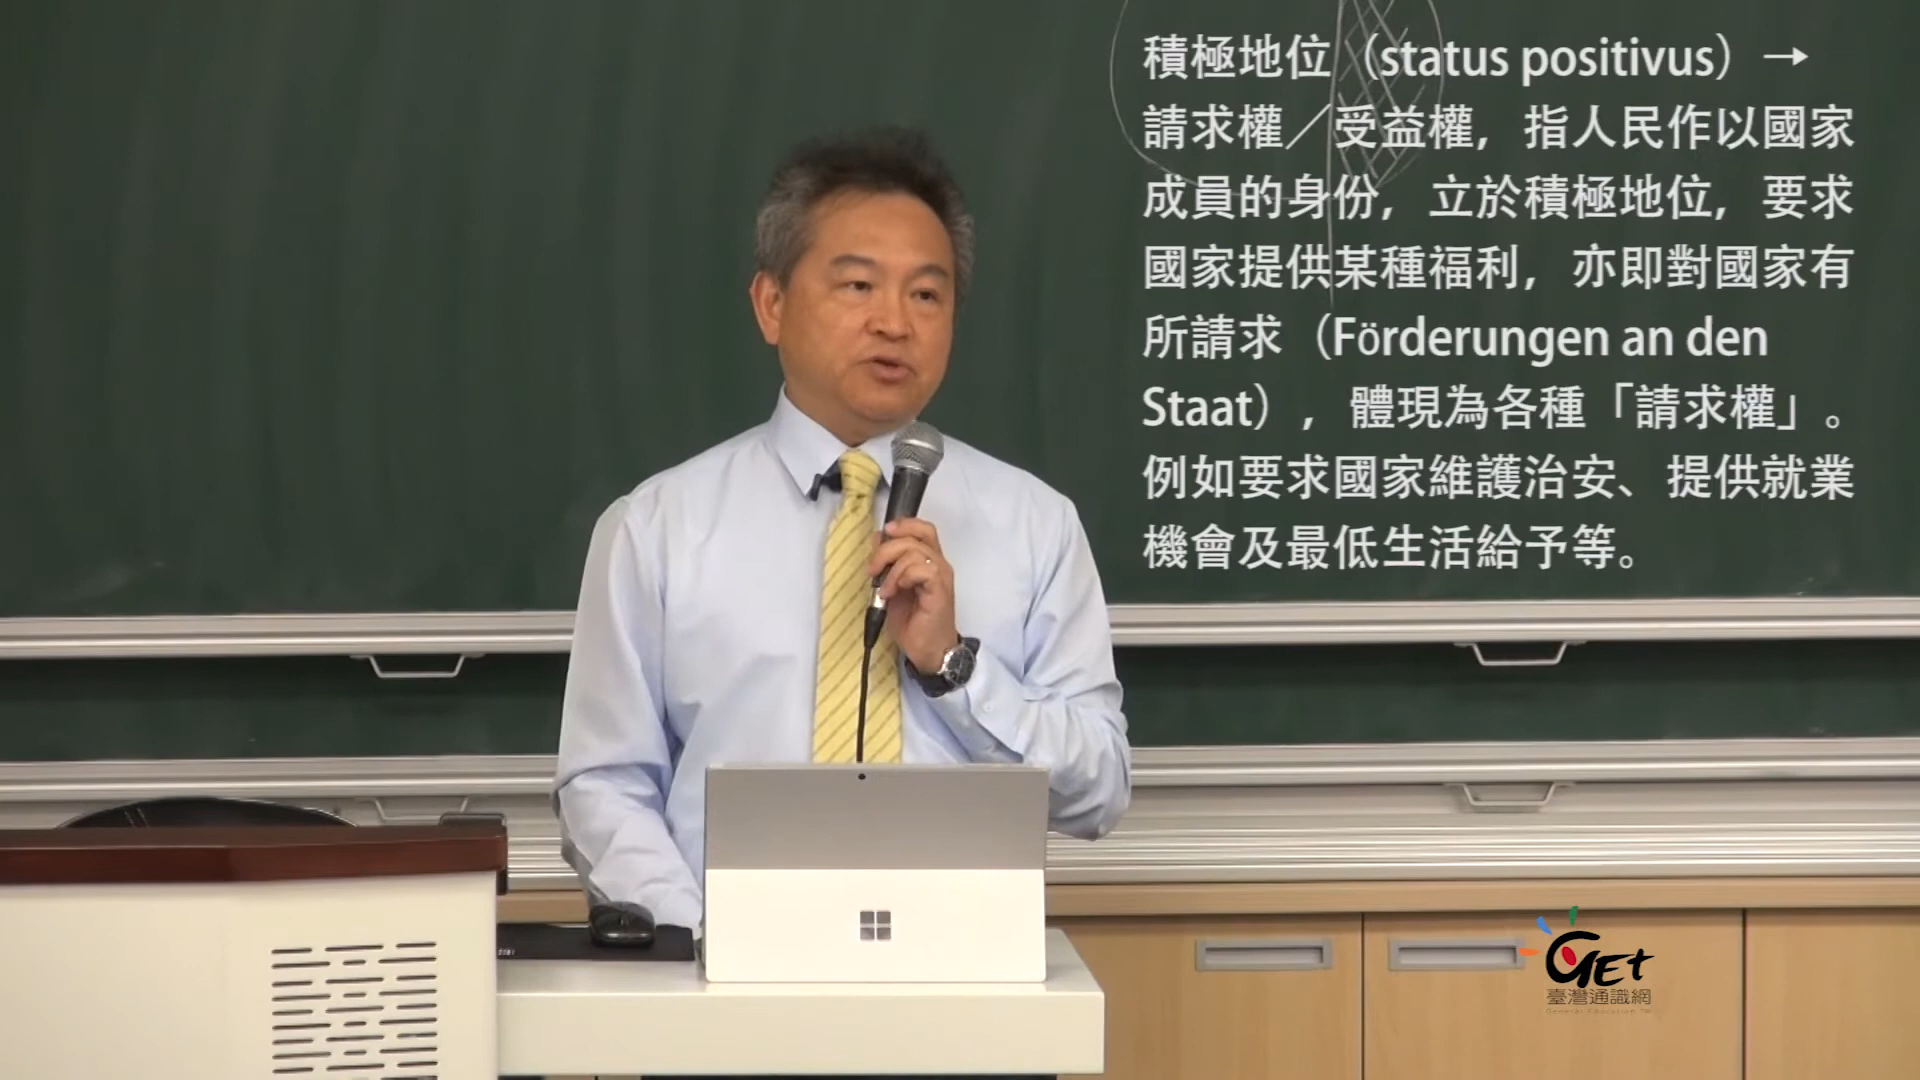 積極地位（status positivus）→
請求權／受益權，指人民作以國家
成員的身份，立於積極地位，要求
國家提供某種福利，亦即對國家有
所請求（Förderungen an den
Staat），體現為各種「請求權」。
例如要求國家維護治安、提供就業
機會及最低生活給予等。
GET
臺灣通識網
General Education TW